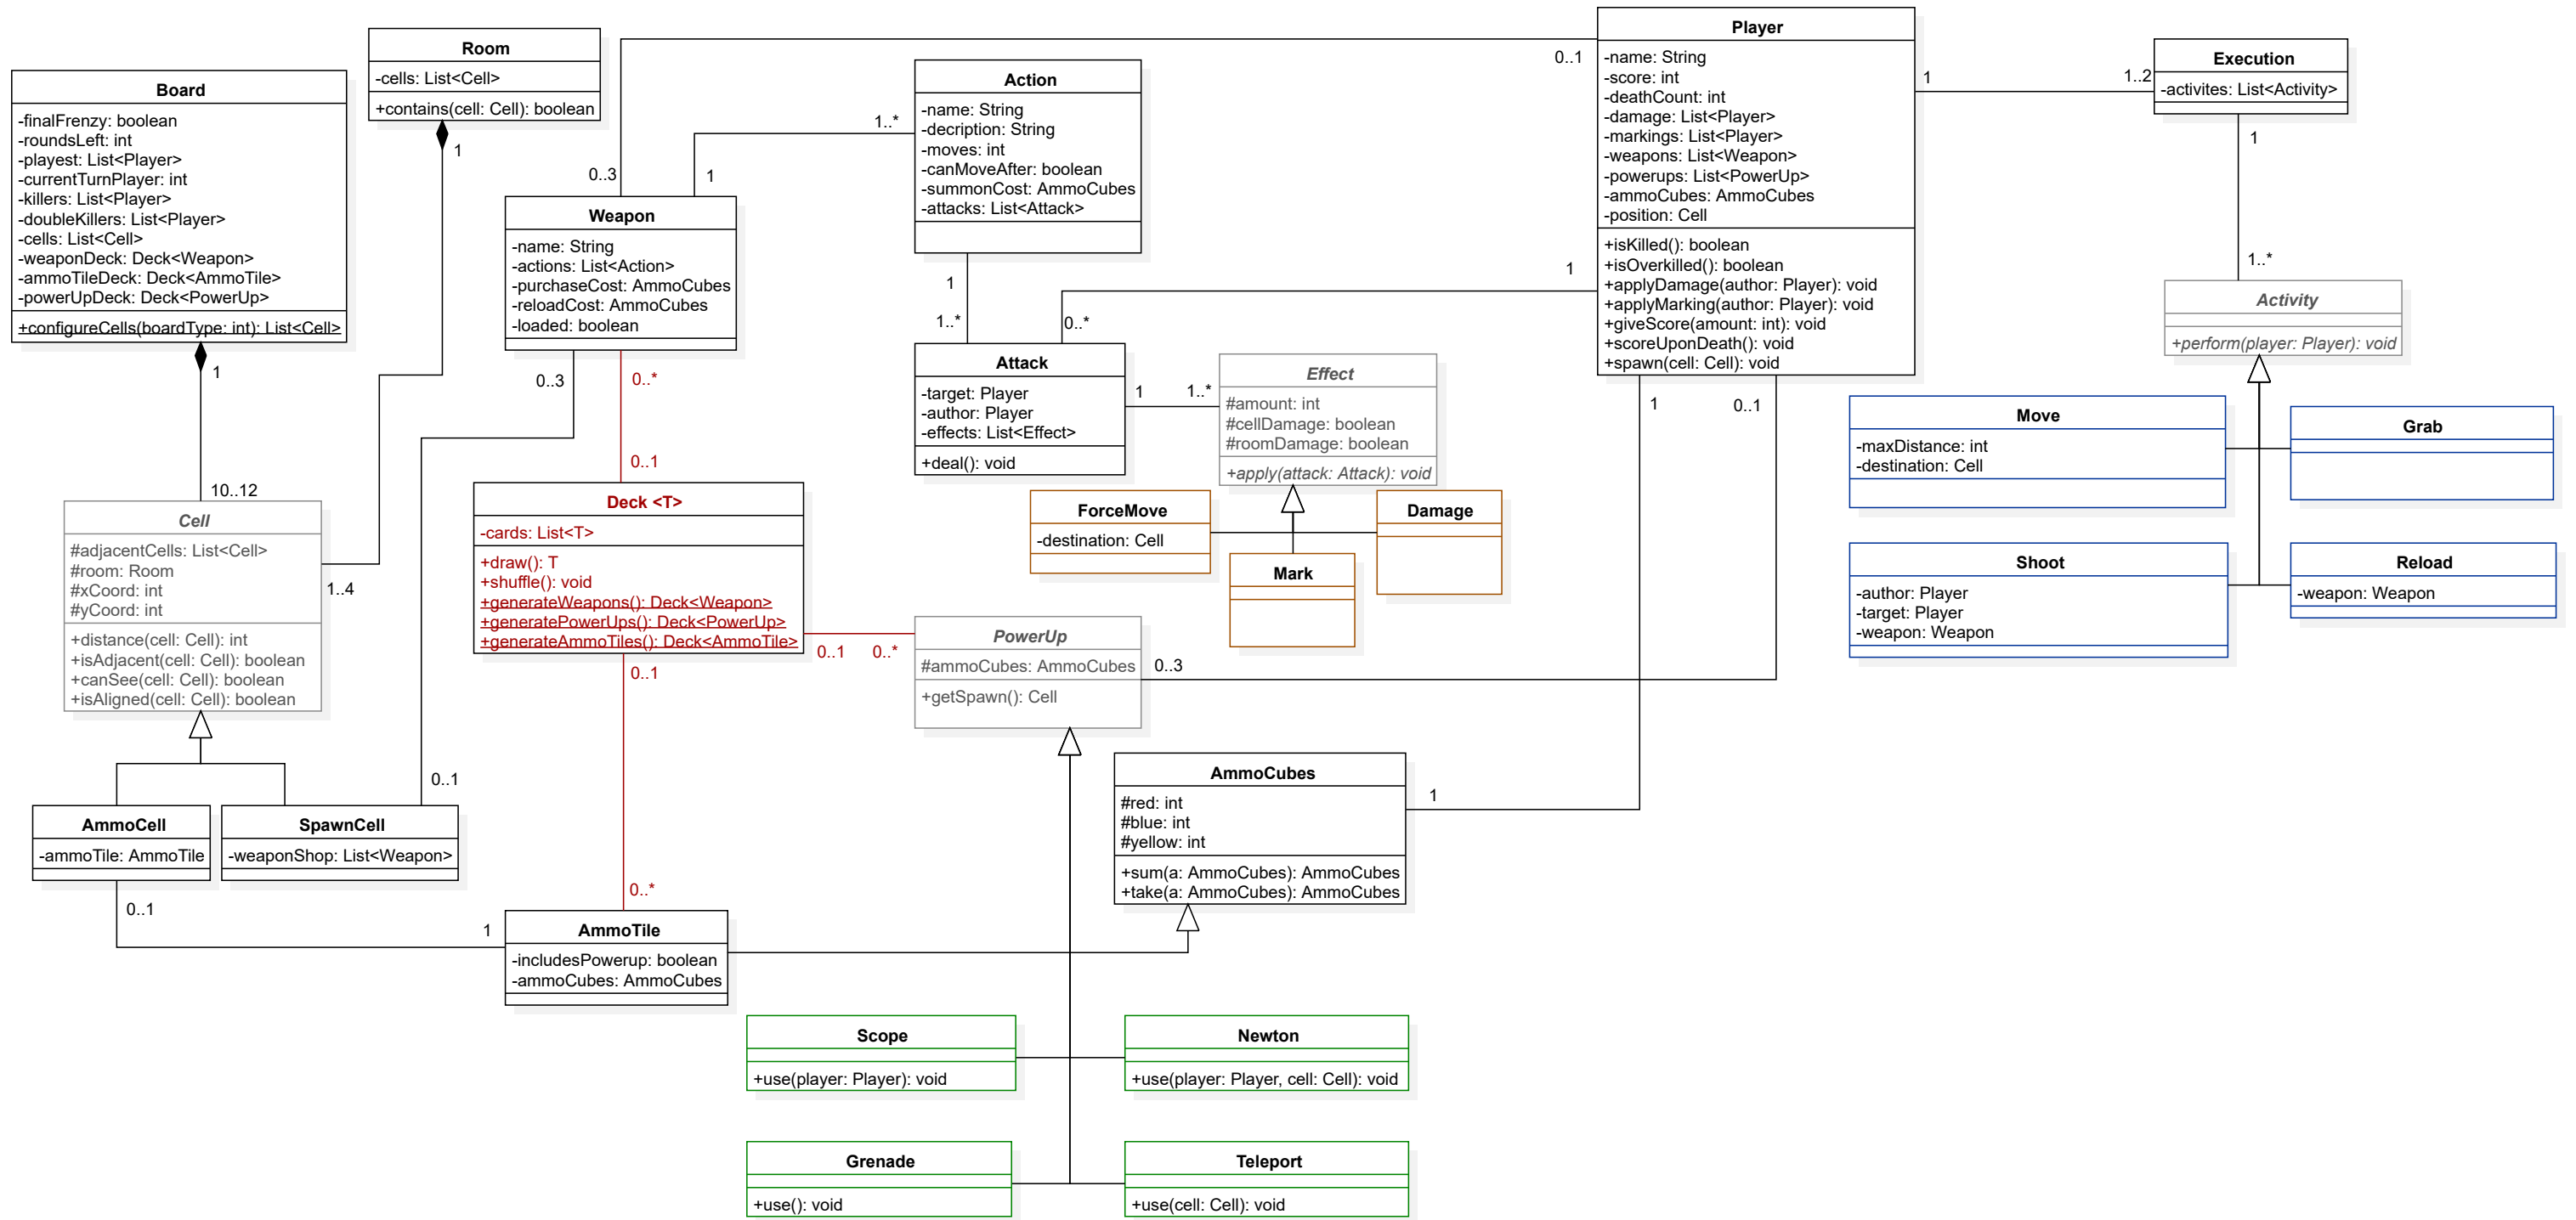 Board
-finalFrenzy: boolean
-roundsLeft: int
-playest: List<Player>
-currentTurnPlayer: int
-killers: List<Player>
-doubleKillers: List<Player>
-cells: List<Cell>
-weaponDeck: Deck<Weapon>
-ammoTileDeck: Deck<AmmoTile>
-powerUpDeck: Deck<PowerUp>
+configureCells(boardType: int): List<Cell>
1
10..12
Room
-cells: List<Cell>
+contains(cell: Cell): boolean
1
1..4
Cell
#adjacentCells: List<Cell>
#room: Room
#xCoord: int
#yCoord: int
+distance(cell: Cell): int
+isAdjacent(cell: Cell): boolean
+canSee(cell: Cell): boolean
+isAligned(cell: Cell): boolean
AmmoCell
-ammoTile: AmmoTile
0..1
1
SpawnCell
-weaponShop: List<Weapon>
0..1
0..3
Weapon
-name: String
-actions: List<Action>
-purchaseCost: AmmoCubes
-reloadCost: AmmoCubes
-loaded: boolean
0..3
0..1
1
1..*
0..*
0..1
Deck <T>
-cards: List<T>
+draw(): T
+shuffle(): void
+generateWeapons(): Deck<Weapon>
+generatePowerUps(): Deck<PowerUp>
+generateAmmoTiles(): Deck<AmmoTile>
0..1
0..*
0..1
0..*
AmmoTile
-includesPowerup: boolean
-ammoCubes: AmmoCubes
Action
-name: String
-decription: String
-moves: int
-canMoveAfter: boolean
-summonCost: AmmoCubes
-attacks: List<Attack>
1
1..*
0..*
1
Attack
-target: Player
-author: Player
-effects: List<Effect>
+deal(): void
1
1..*
Effect
#amount: int
#cellDamage: boolean
#roomDamage: boolean
+apply(attack: Attack): void
ForceMove
-destination: Cell
Mark
Damage
PowerUp
#ammoCubes: AmmoCubes
+getSpawn(): Cell
0..3
0..1
AmmoCubes
#red: int
#blue: int
#yellow: int
+sum(a: AmmoCubes): AmmoCubes
+take(a: AmmoCubes): AmmoCubes
1
1
Scope
+use(player: Player): void
Newton
+use(player: Player, cell: Cell): void
Grenade
+use(): void
Teleport
+use(cell: Cell): void
Player
-name: String
-score: int
-deathCount: int
-damage: List<Player>
-markings: List<Player>
-weapons: List<Weapon>
-powerups: List<PowerUp>
-ammoCubes: AmmoCubes
-position: Cell
+isKilled(): boolean
+isOverkilled(): boolean
+applyDamage(author: Player): void
+applyMarking(author: Player): void
+giveScore(amount: int): void
+scoreUponDeath(): void
+spawn(cell: Cell): void
1
1..2
Execution
-activites: List<Activity>
1
1..*
Activity
+perform(player: Player): void
Move
-maxDistance: int
-destination: Cell
Grab
Shoot
-author: Player
-target: Player
-weapon: Weapon
Reload
-weapon: Weapon